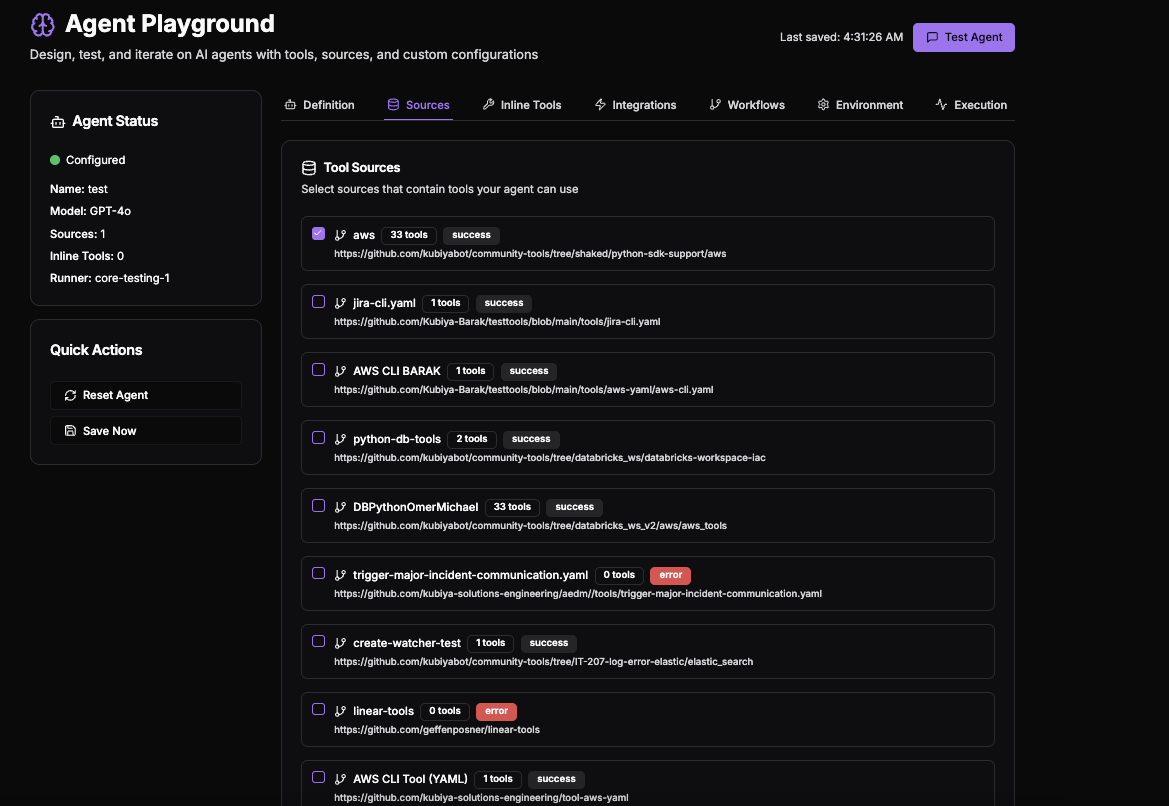 Agent Playground
Design, test, and iterate on AI agents with tools, sources, and custom configurations
Last saved: 4:31:26 AM
Test Agent
Agent Status
Configured
Name: test
Model: GPT-4o
Sources: 1
Inline Tools: 0
Runner: core-testing-1
Quick Actions
Reset Agent
Save Now
Definition Sources Inline Tools Integrations Workflows Environment Execution
Tool Sources
Select sources that contain tools your agent can use
aws 33 tools success
https://github.com/kubiyabot/community-tools/tree/shaked/python-sdk-support/aws
jira-cli.yaml 1 tools success
https://github.com/Kubiya-Barak/testtools/blob/main/tools/jira-cli.yaml
AWS CLI BARAK 1 tools success
https://github.com/Kubiya-Barak/testtools/blob/main/tools/aws-yaml/aws-cli.yaml
python-db-tools 2 tools success
https://github.com/kubiyabot/community-tools/tree/databricks_ws/databricks-workspace-iac
DBPythonOmerMichael 33 tools success
https://github.com/kubiyabot/community-tools/tree/databricks_ws_v2/aws/aws_tools
trigger-major-incident-communication.yaml 0 tools error
https://github.com/kubiya-solutions-engineering/aedm//tools/trigger-major-incident-communication.yaml
create-watcher-test 1 tools success
https://github.com/kubiyabot/community-tools/tree/IT-207-log-error-elastic/elastic_search
linear-tools 0 tools error
https://github.com/geffenposner/linear-tools
AWS CLI Tool (YAML) 1 tools success
https://github.com/kubiya-solutions-engineering/tool-aws-yaml